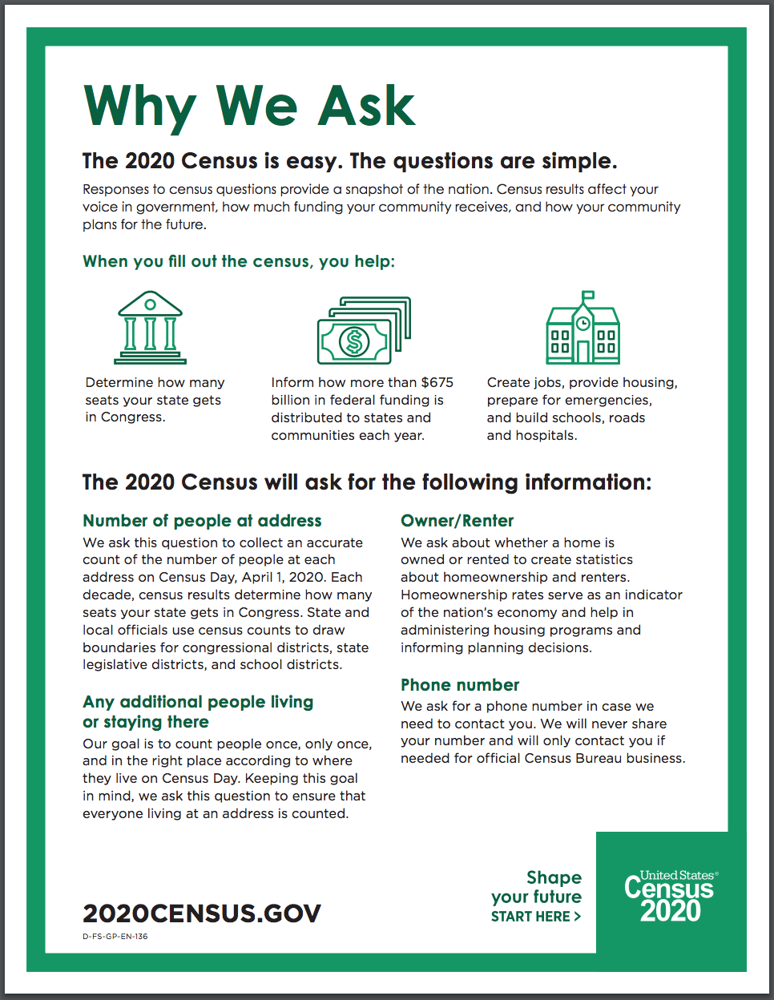 Why We Ask
The 2020 Census is easy. The questions are simple.
Responses to census questions provide a snapshot of the nation. Census results affect your
voice in government, how much funding your community receives, and how your community
plans for the future.
When you fill out the census, you help:
Determine how many
seats your state gets
in Congress.
$
Inform how more than $675
billion in federal funding is
distributed to states and
communities each year.
Create jobs, provide housing,
prepare for emergencies,
and build schools, roads
and hospitals.
The 2020 Census will ask for the following information:
Number of people at address
We ask this question to collect an accurate
count of the number of people at each
address on Census Day, April 1, 2020. Each
decade, census results determine how many
seats your state gets in Congress. State and
local officials use census counts to draw
boundaries for congressional districts, state
legislative districts, and school districts.
Any additional people living
or staying there
Our goal is to count people once, only once,
and in the right place according to where
they live on Census Day. Keeping this goal
in mind, we ask this question to ensure that
everyone living at an address is counted.
Owner/Renter
We ask about whether a home is
owned or rented to create statistics
about homeownership and renters.
Homeownership rates serve as an indicator
of the nation's economy and help in
administering housing programs and
informing planning decisions.
Phone number
We ask for a phone number in case we
need to contact you. We will never share
your number and will only contact you if
needed for official Census Bureau business.
2020CENSUS.GOV
D-FS-GP-EN-136
Shape
your future
START HERE >
United States®
Census
2020